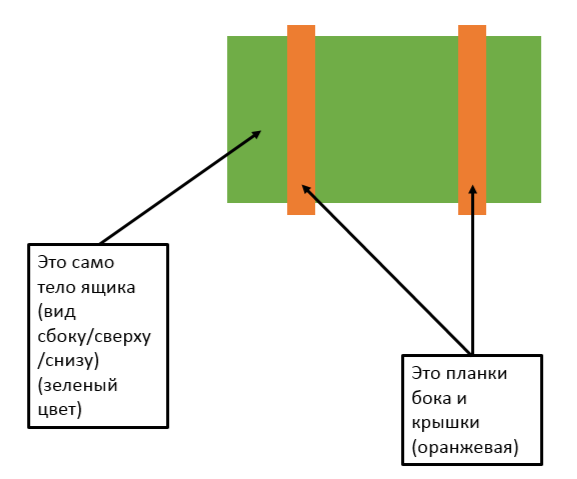 Это само
тело ящика
(вид
сбоку/сверху
/снизу)
(зеленый
цвет)
Это планки
бока и
крышки
(оранжевая)